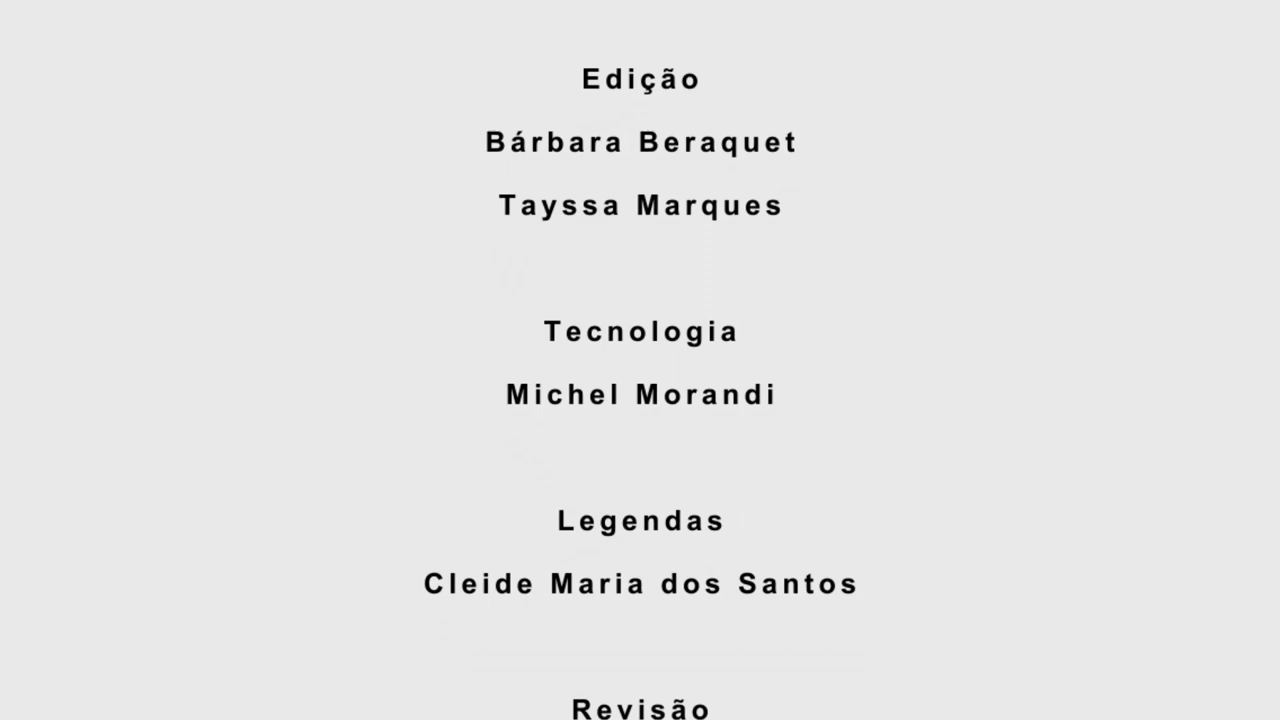 Edição
Bárbara Beraquet
Tayssa Marques
Tecnologia
Michel Morandi
Legendas
Cleide Maria dos Santos
Revisão